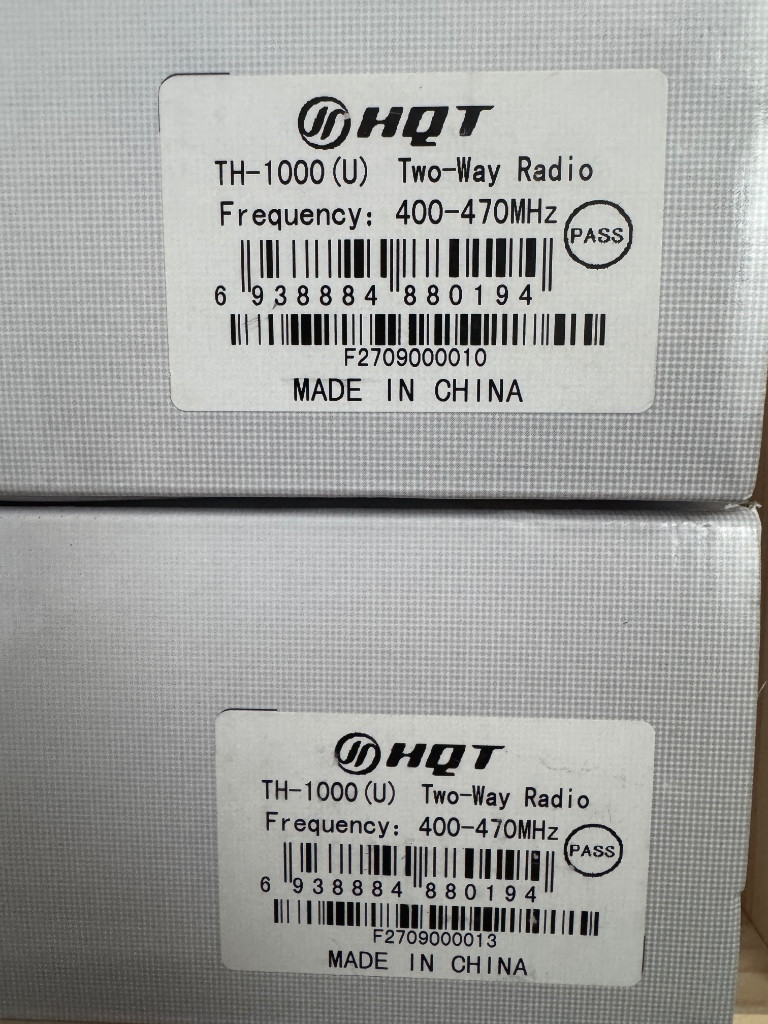 HQT
TH-1000(U) Two-Way Radio
Frequency: 400-470MHz
PASS
6 938884 880194
F2709000010
MADE IN CHINA
HQT
TH-1000(U) Two-Way Radio
Frequency: 400-470MHz
PASS
6 938884 880194
F2709000013
MADE IN CHINA